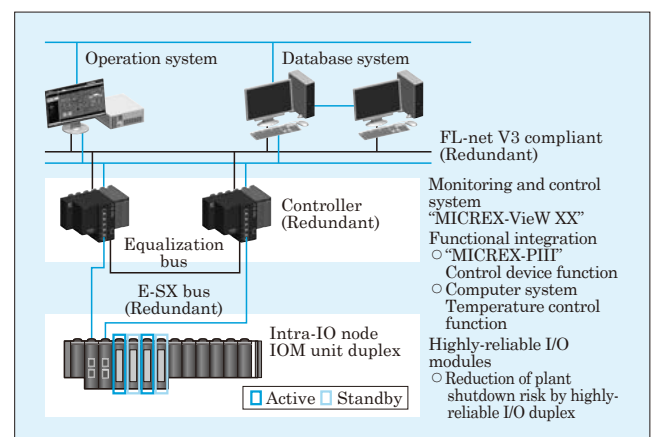 Operation system
Database system
FL-net V3 compliant
(Redundant)
Controller
(Redundant)
Equalization
bus
E-SX bus
(Redundant)
Intra-IO node
IOM unit duplex
Active Standby
Monitoring and control
system
“MICREX-VieW XX”
Functional integration
○“MICREX-PIII”
Control device function
○Computer system
Temperature control
function
Highly-reliable I/O
modules
○Reduction of plant
shutdown risk by highly-
reliable I/O duplex